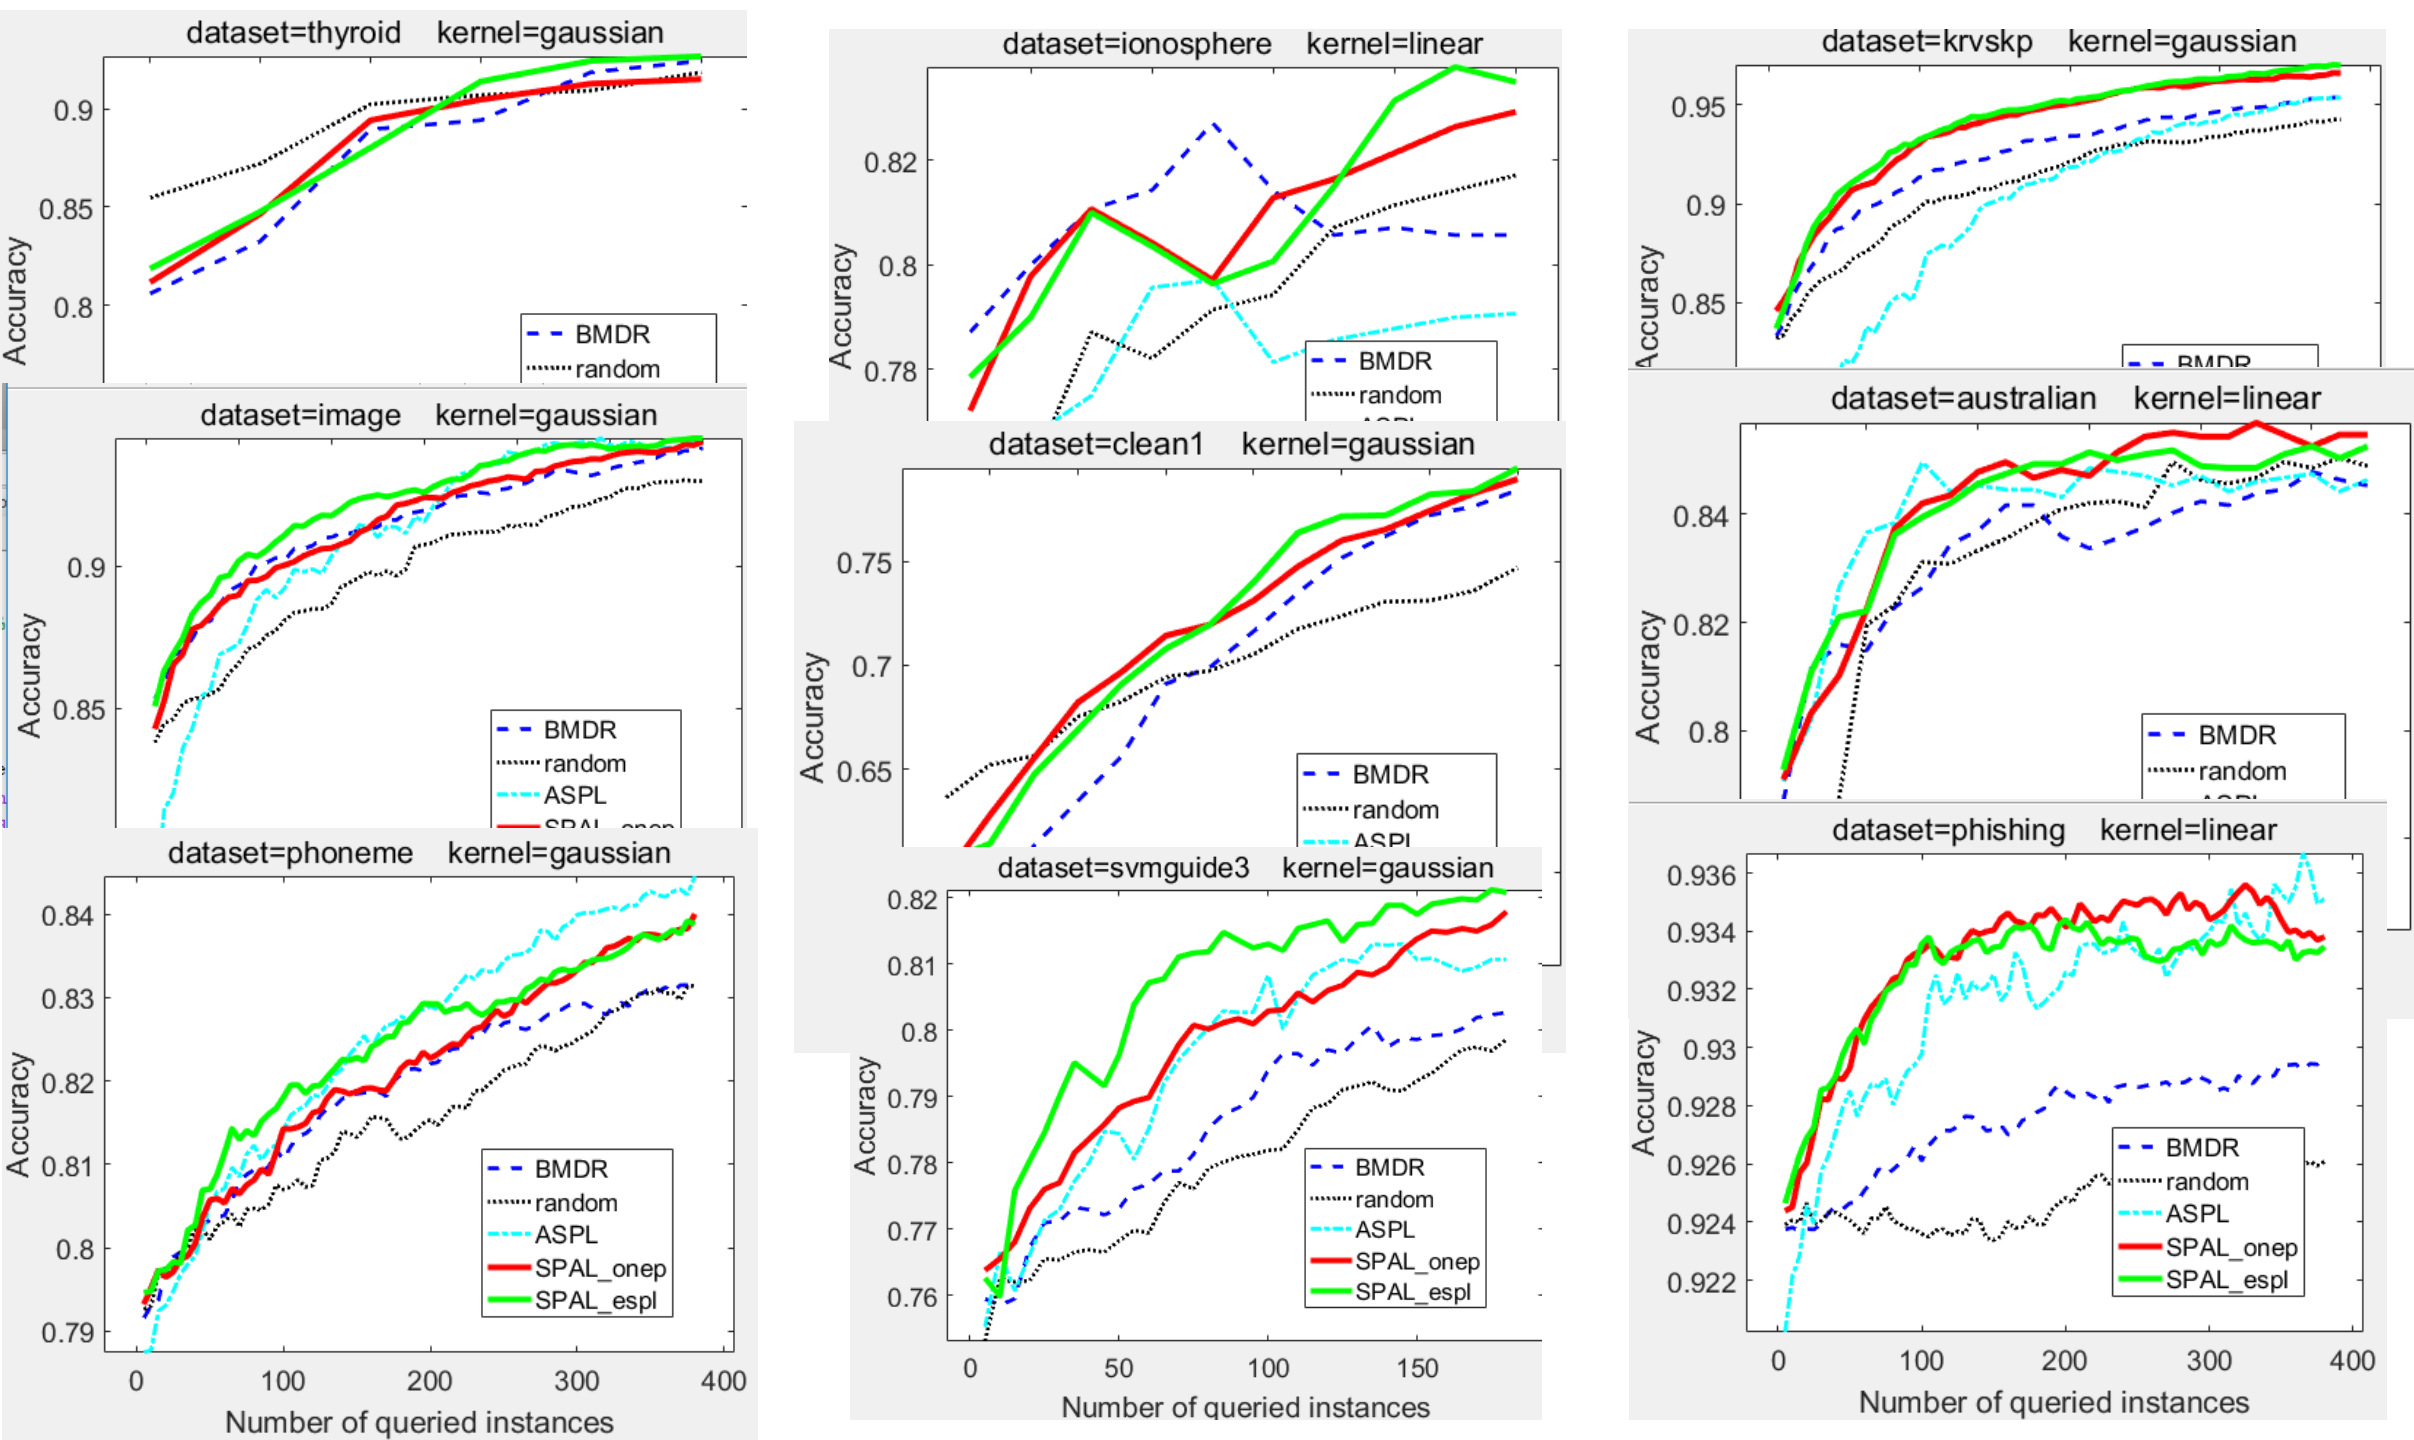 dataset=thyroid kernel=gaussian
0.9
0.85
0.8
Accuracy
BMDR
random
dataset=ionosphere kernel=linear
0.82
0.8
0.78
Accuracy
BMDR
random
ASPL
dataset=krvskp kernel=gaussian
0.95
0.9
0.85
Accuracy
BMDR
dataset=image kernel=gaussian
0.9
0.85
Accuracy
BMDR
random
ASPL
SPAL_onep
dataset=clean1 kernel=gaussian
0.75
0.7
0.65
Accuracy
BMDR
random
ASPL
dataset=australian kernel=linear
0.84
0.82
0.8
Accuracy
BMDR
random
ASPL
dataset=phoneme kernel=gaussian
0.84
0.83
0.82
0.81
0.8
0.79
Accuracy
BMDR
random
ASPL
SPAL_onep
SPAL_espl
0 100 200 300 400
Number of queried instances
dataset=svmguide3 kernel=gaussian
0.82
0.81
0.8
0.79
0.78
0.77
0.76
Accuracy
BMDR
random
ASPL
SPAL_onep
SPAL_espl
0 50 100 150
Number of queried instances
dataset=phishing kernel=linear
0.936
0.934
0.932
0.93
0.928
0.926
0.924
0.922
Accuracy
BMDR
random
ASPL
SPAL_onep
SPAL_espl
0 100 200 300 400
Number of queried instances